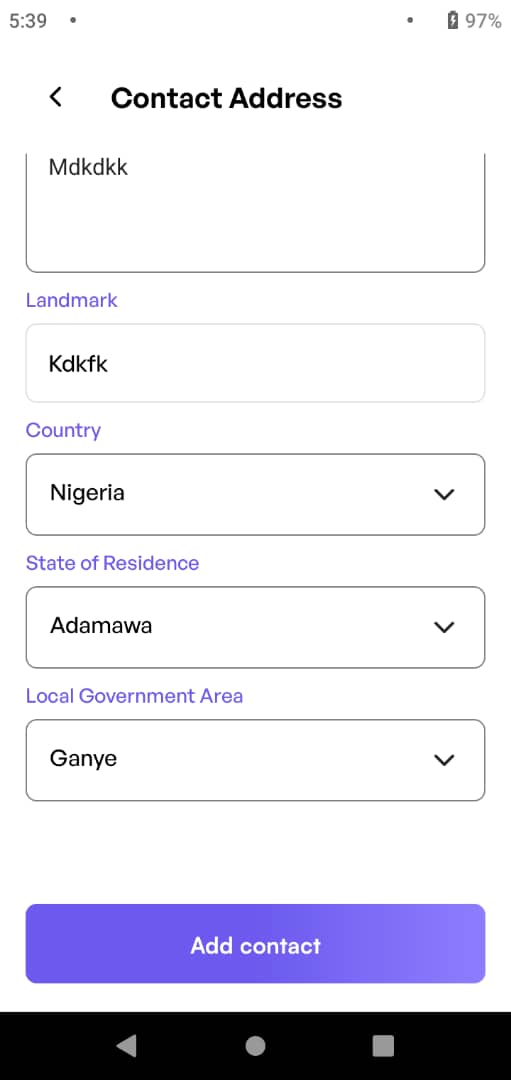 5:39
97%
Contact Address
Mdkdkk
Landmark
Kdkfk
Country
Nigeria
State of Residence
Adamawa
Local Government Area
Ganye
Add contact